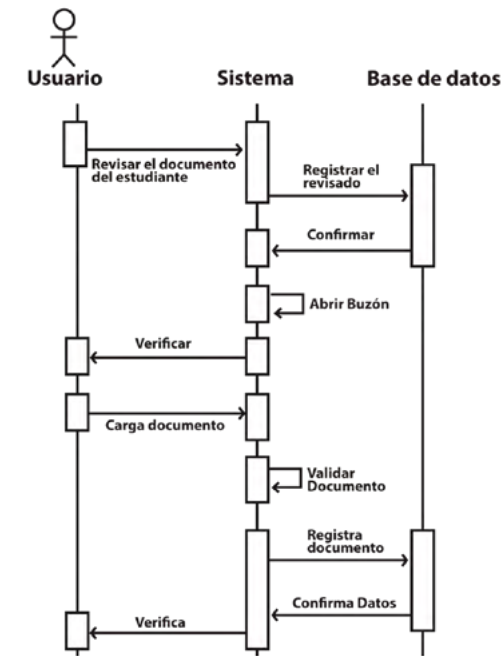 Usuario
Sistema
Base de datos
Revisar el documento
del estudiante
Registrar el
revisado
Confirmar
Abrir Buzón
Verificar
Carga documento
Validar
Documento
Registra
documento
Confirma Datos
Verifica